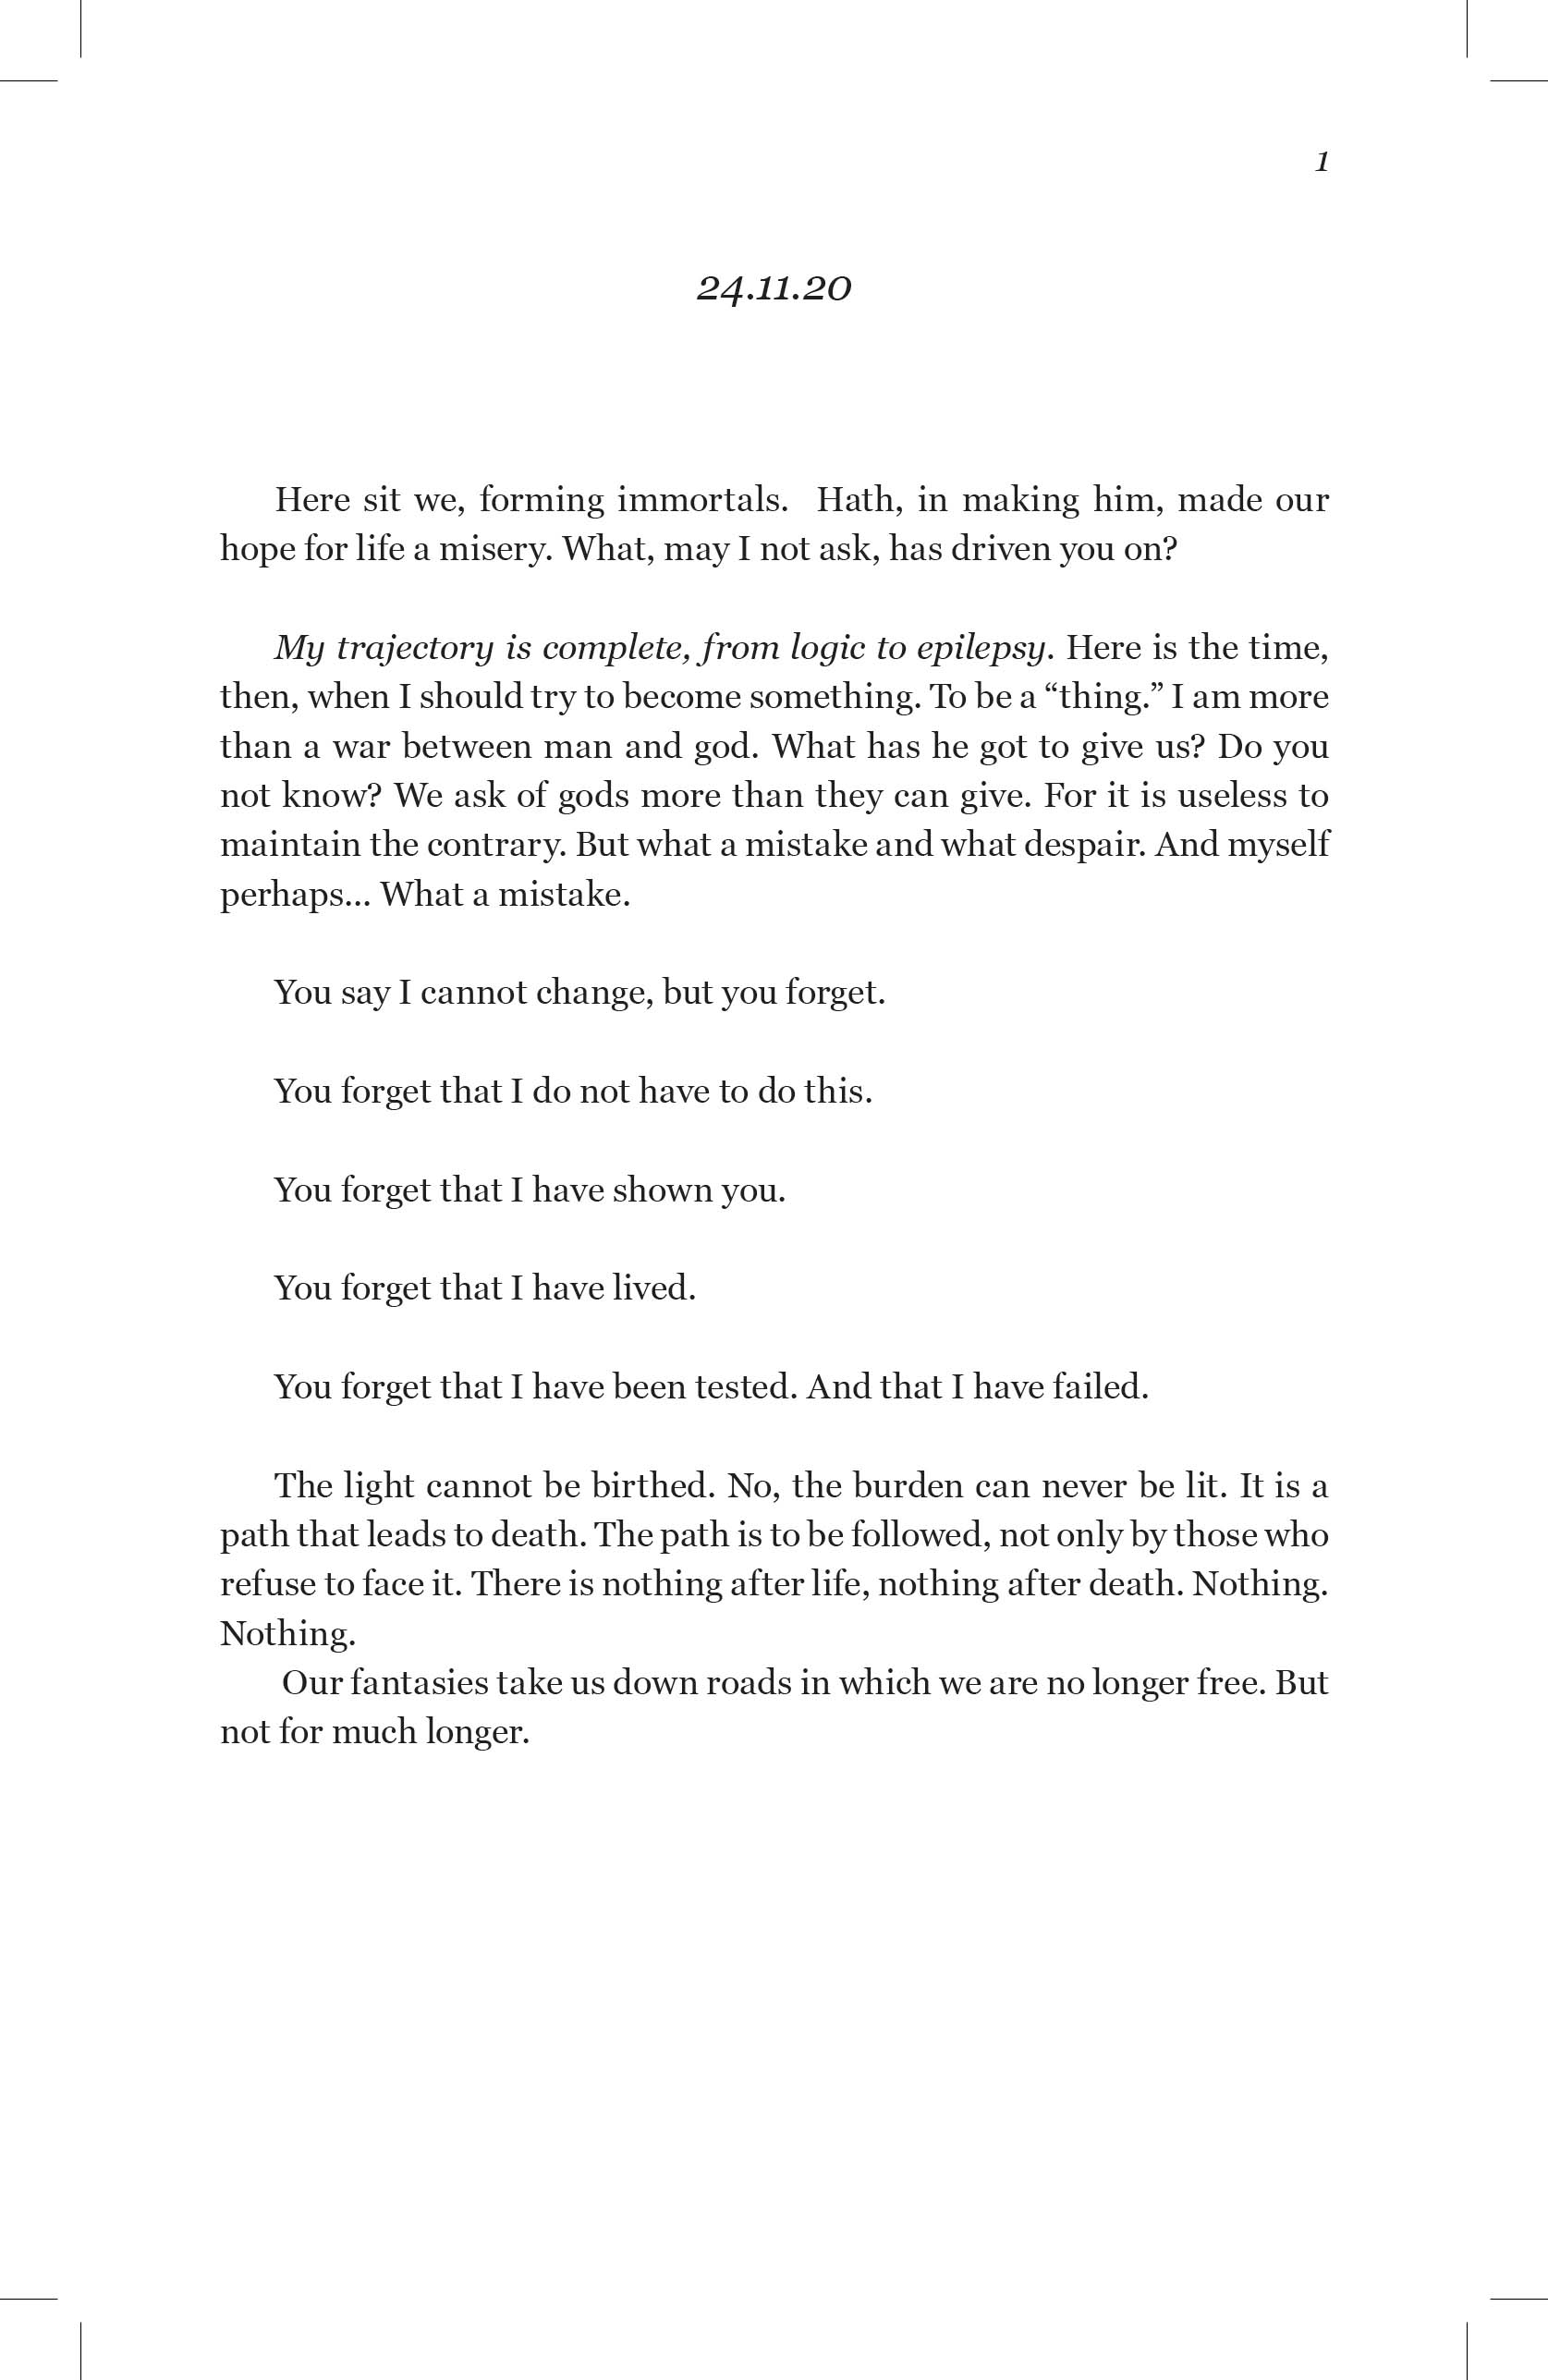 1
24.11.20
Here sit we, forming immortals.  Hath, in making him, made our
hope for life a misery. What, may I not ask, has driven you on?
My trajectory is complete, from logic to epilepsy. Here is the time,
then, when I should try to become something. To be a “thing.” I am more
than a war between man and god. What has he got to give us? Do you
not know? We ask of gods more than they can give. For it is useless to
maintain the contrary. But what a mistake and what despair. And myself
perhaps... What a mistake.
You say I cannot change, but you forget.
You forget that I do not have to do this.
You forget that I have shown you.
You forget that I have lived.
You forget that I have been tested. And that I have failed.
The light cannot be birthed. No, the burden can never be lit. It is a
path that leads to death. The path is to be followed, not only by those who
refuse to face it. There is nothing after life, nothing after death. Nothing.
Nothing.
Our fantasies take us down roads in which we are no longer free. But
not for much longer.